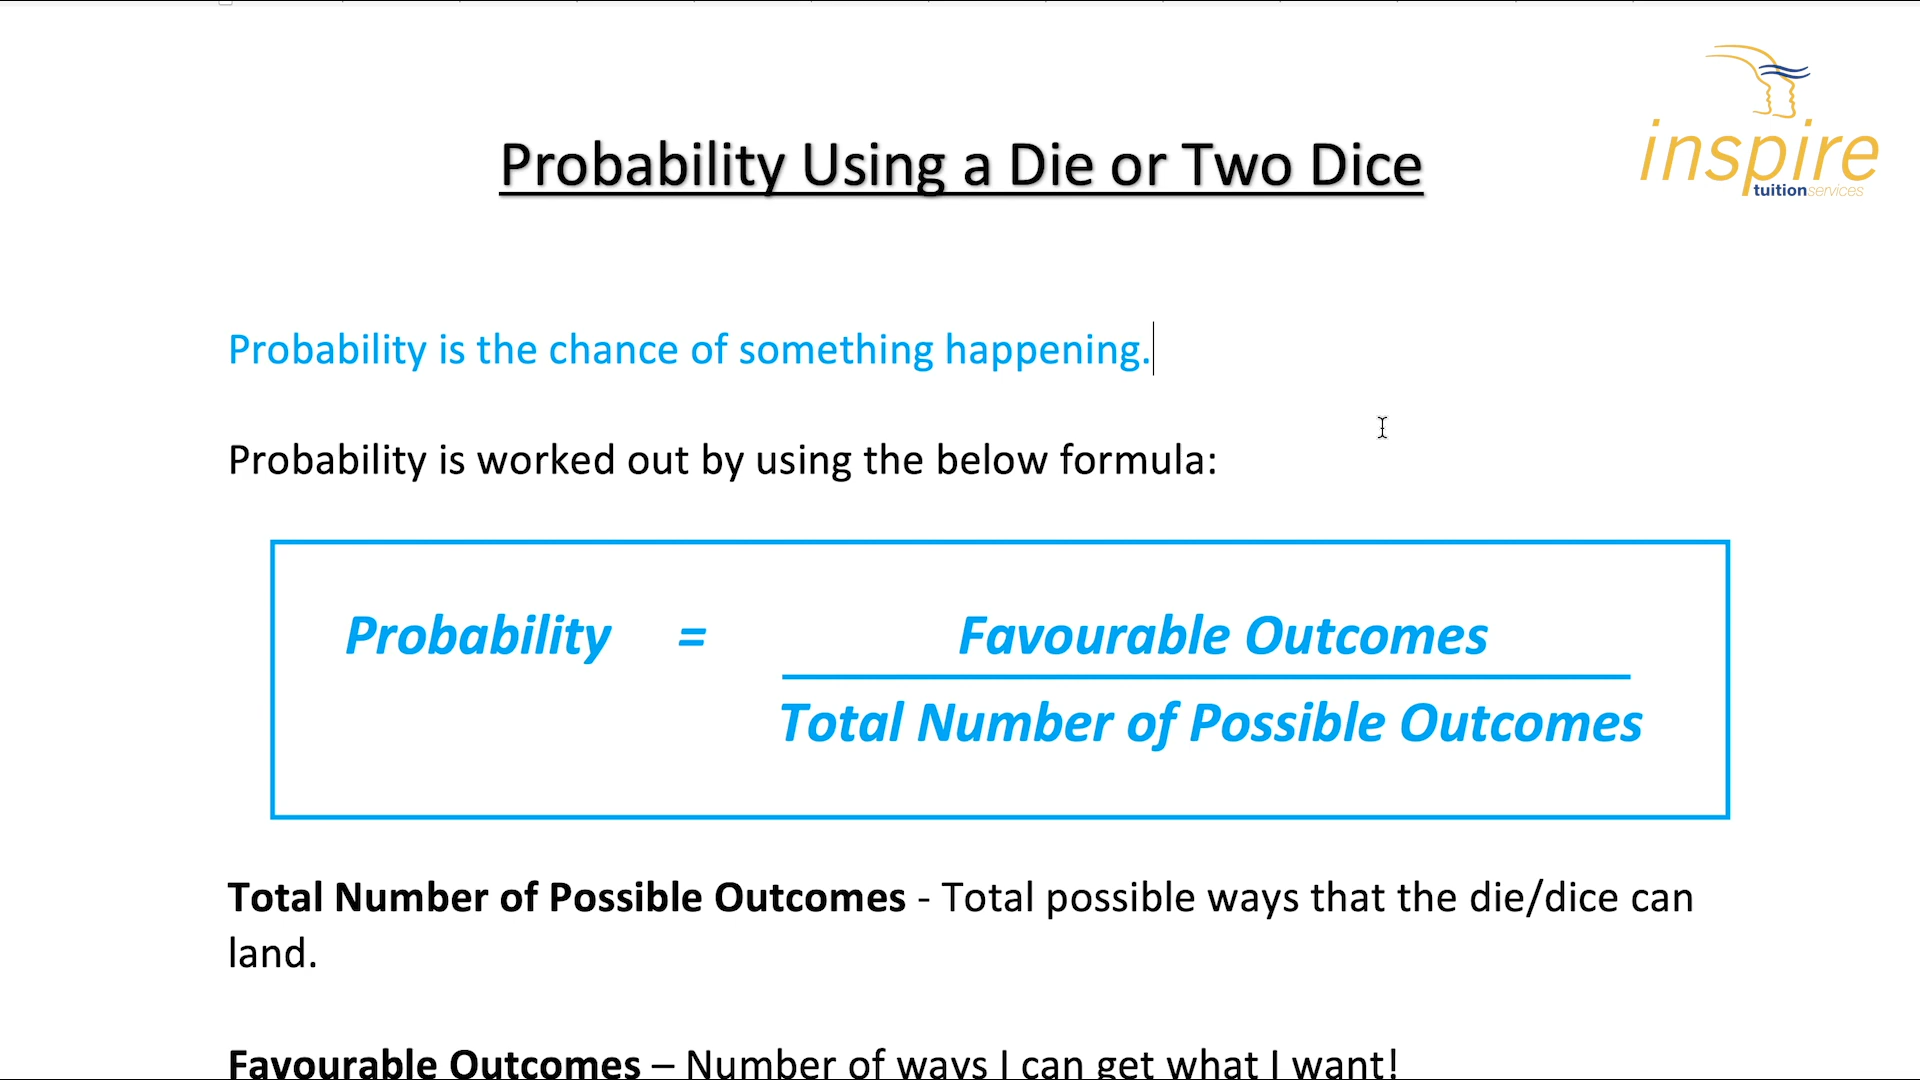 inspire
tuitionservices
Probability Using a Die or Two Dice
Probability is the chance of something happening.
Probability is worked out by using the below formula:
Probability = Favourable Outcomes
Total Number of Possible Outcomes
Total Number of Possible Outcomes - Total possible ways that the die/dice can
land.
Favourable Outcomes – Number of ways I can get what I want!